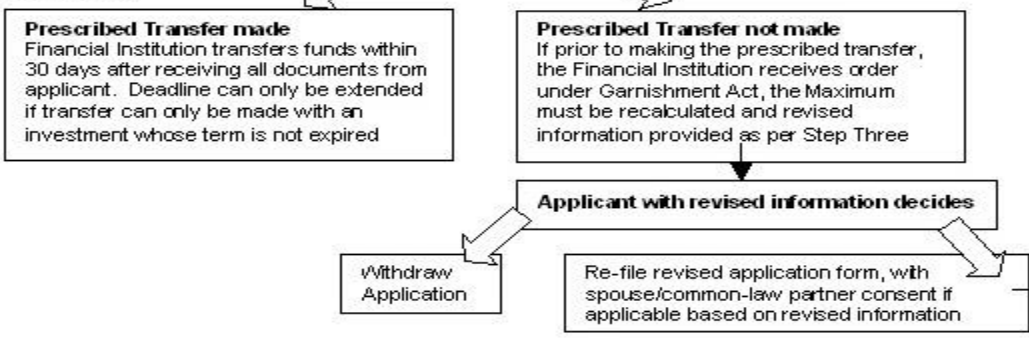 Prescribed Transfer made
Financial Institution transfers funds within
30 days after receiving all documents from
applicant. Deadline can only be extended
if transfer can only be made with an
investment whose term is not expired
Prescribed Transfer not made
If prior to making the prescribed transfer,
the Financial Institution receives order
under Garnishment Act, the Maximum
must be recalculated and revised
information provided as per Step Three
Applicant with revised information decides
Withdraw
Application
Re-file revised application form, with
spouse/common-law partner consent if
applicable based on revised information